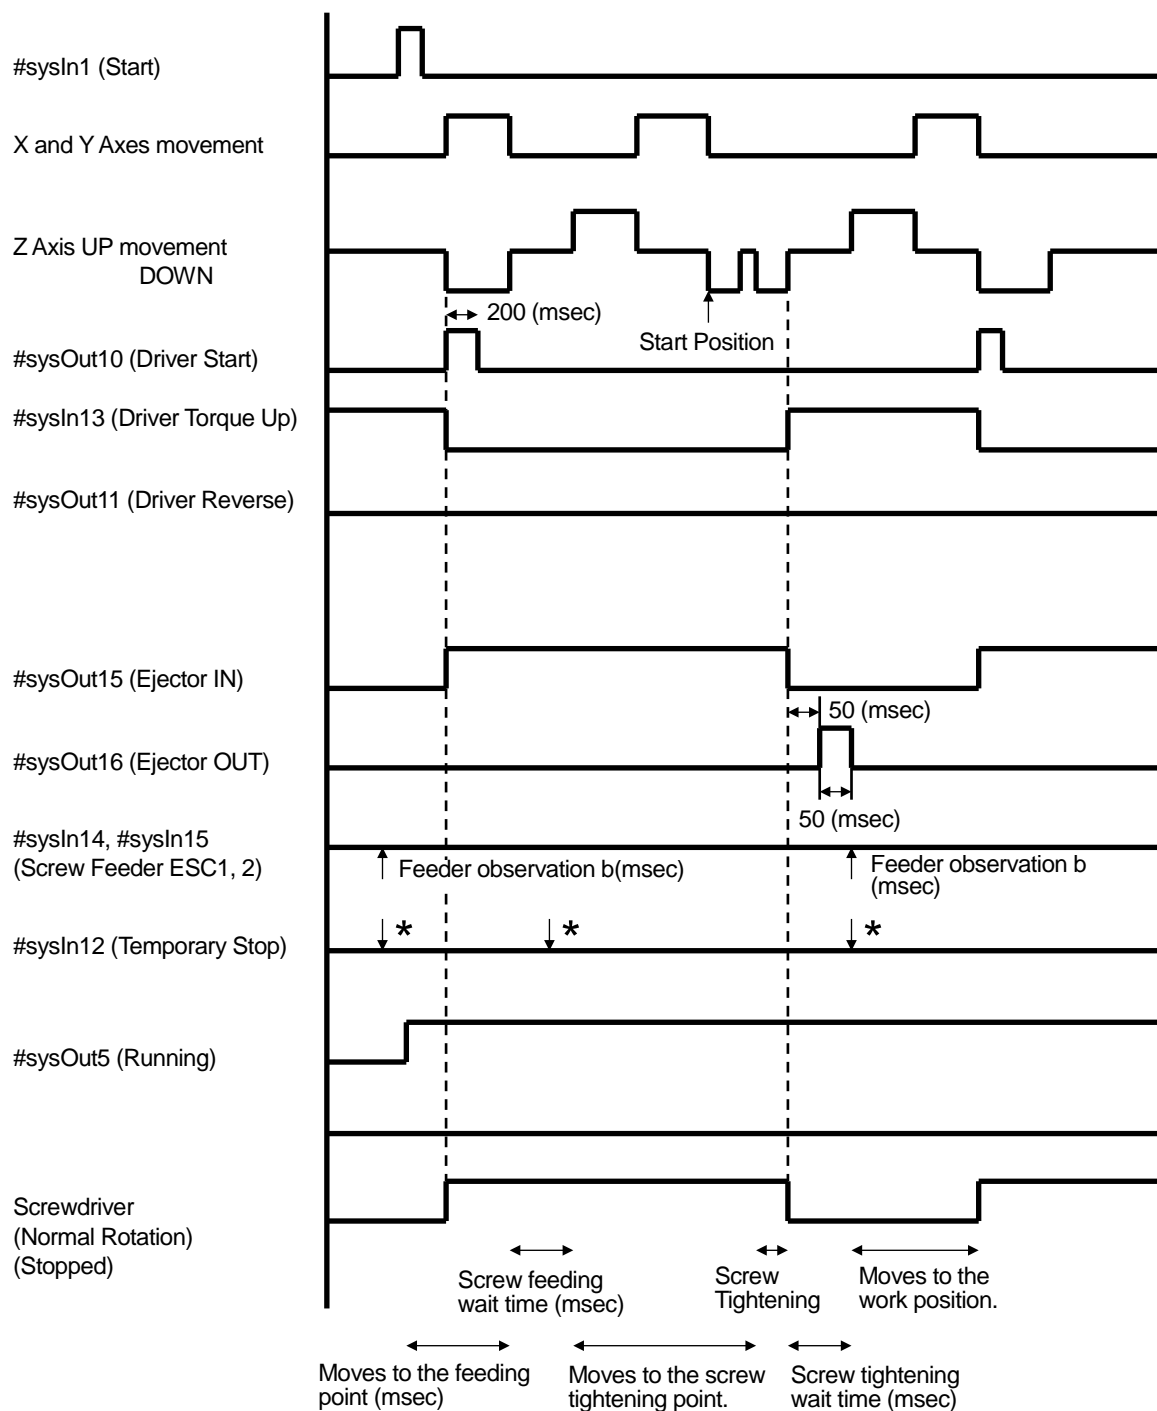 #sysIn1 (Start)
X and Y Axes movement
Z Axis UP movement
DOWN
200 (msec)
Start Position
#sysOut10 (Driver Start)
#sysIn13 (Driver Torque Up)
#sysOut11 (Driver Reverse)
#sysOut15 (Ejector IN)
50 (msec)
#sysOut16 (Ejector OUT)
50 (msec)
#sysIn14, #sysIn15
(Screw Feeder ESC1, 2)
Feeder observation b(msec)
Feeder observation b
(msec)
* * *
#sysIn12 (Temporary Stop)
#sysOut5 (Running)
Screwdriver
(Normal Rotation)
(Stopped)
Screw feeding
wait time (msec)
Screw
Tightening
Moves to the
work position.
Moves to the feeding
point (msec)
Moves to the screw
tightening point.
Screw tightening
wait time (msec)